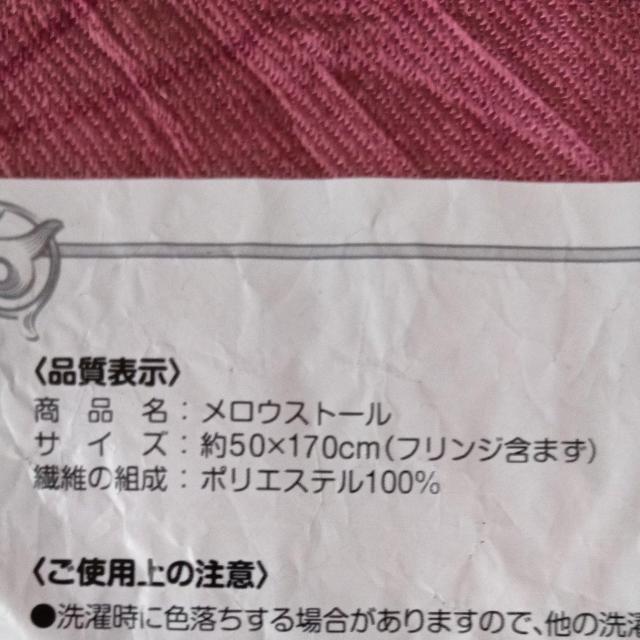 〈品質表示〉
商品名：メロウストール
サイズ：約50×170cm(フリンジ含まず)
繊維の組成：ポリエステル100%
〈ご使用上の注意〉
●洗濯時に色落ちする場合がありますので、他の洗